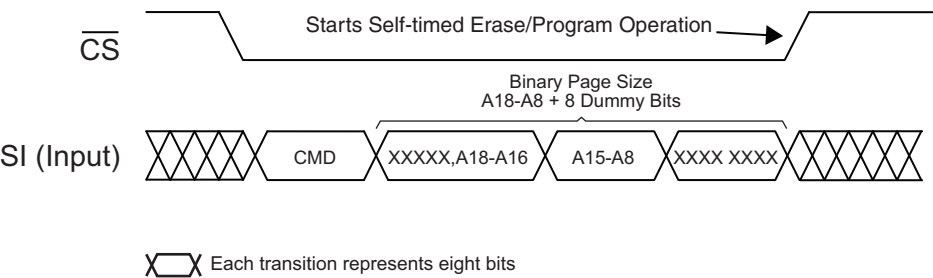 Starts Self-timed Erase/Program Operation
CS
Binary Page Size
A18-A8 + 8 Dummy Bits
SI (Input)
CMD
XXXXX,A18-A16
A15-A8
XXXX XXXX
Each transition represents eight bits